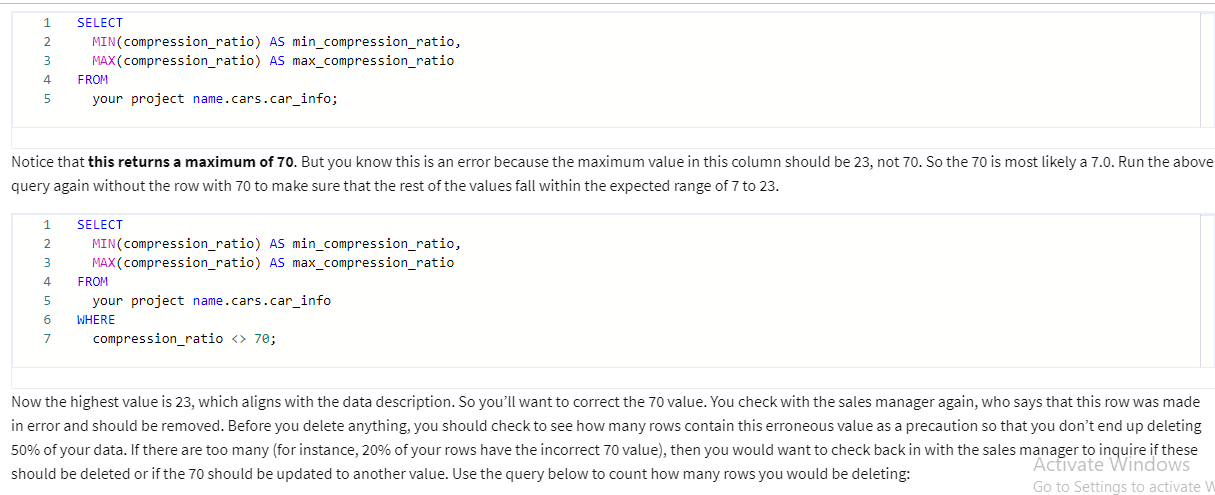 1 SELECT
2 MIN(compression_ratio) AS min_compression_ratio,
3 MAX(compression_ratio) AS max_compression_ratio
4 FROM
5 your project name.cars.car_info;
Notice that this returns a maximum of 70. But you know this is an error because the maximum value in this column should be 23, not 70. So the 70 is most likely a 7.0. Run the above
query again without the row with 70 to make sure that the rest of the values fall within the expected range of 7 to 23.
1 SELECT
2 MIN(compression_ratio) AS min_compression_ratio,
3 MAX(compression_ratio) AS max_compression_ratio
4 FROM
5 your project name.cars.car_info
6 WHERE
7 compression_ratio <> 70;
Now the highest value is 23, which aligns with the data description. So you’ll want to correct the 70 value. You check with the sales manager again, who says that this row was made
in error and should be removed. Before you delete anything, you should check to see how many rows contain this erroneous value as a precaution so that you don’t end up deleting
50% of your data. If there are too many (for instance, 20% of your rows have the incorrect 70 value), then you would want to check back in with the sales manager to inquire if these
should be deleted or if the 70 should be updated to another value. Use the query below to count how many rows you would be deleting:
Activate Windows
Go to Settings to activate W